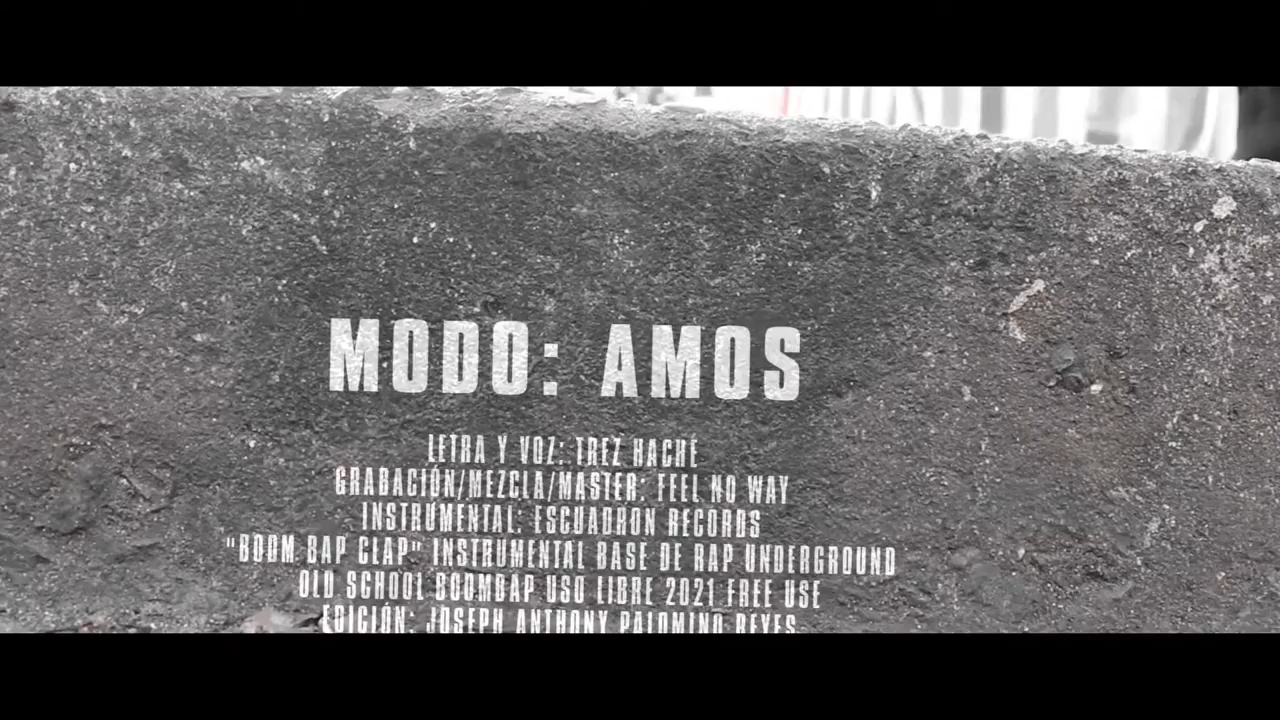 MODO: AMOS
LETRA Y VOZ: TREZ HACHE
GRABACIÓN/MEZCLA/MASTER: FEEL NO WAY
INSTRUMENTAL: ESCUADRON RECORDS
"BOOM BAP CLAP" INSTRUMENTAL BASE DE RAP UNDERGROUND
OLD SCHOOL BOOMBAP USO LIBRE 2021 FREE USE
EDICIÓN: JOSEPH ANTHONY PALOMINO REYES